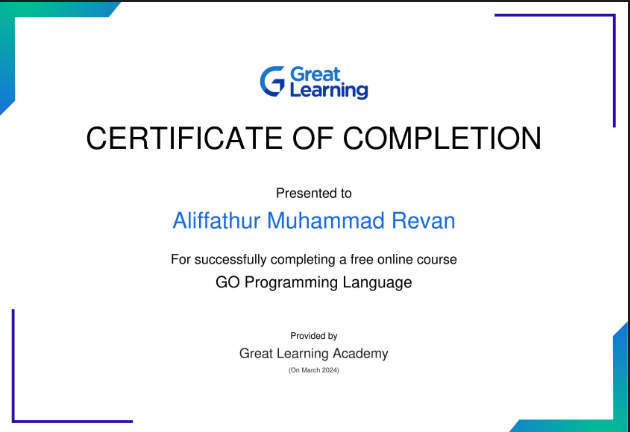 Great
Learning
CERTIFICATE OF COMPLETION
Presented to
Aliffathur Muhammad Revan
For successfully completing a free online course
GO Programming Language
Provided by
Great Learning Academy
(On March 2024)